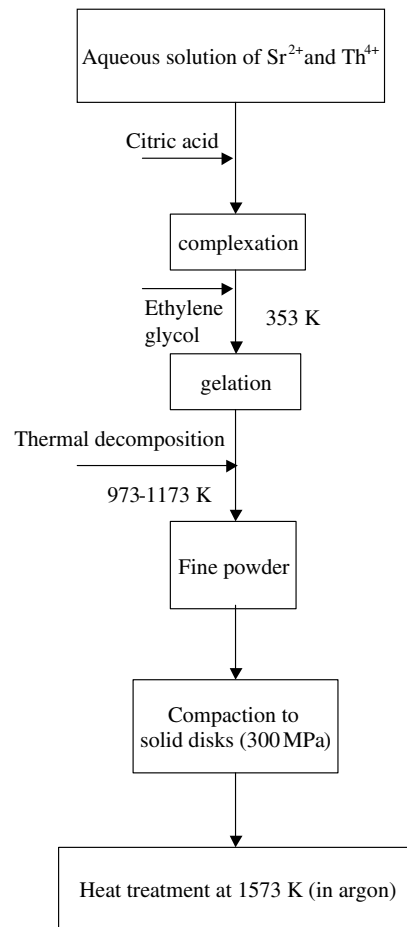 Aqueous solution of Sr²⁺ and Th⁴⁺
Citric acid
complexation
Ethylene
glycol
353 K
gelation
Thermal decomposition
973-1173 K
Fine powder
Compaction to
solid disks (300 MPa)
Heat treatment at 1573 K (in argon)